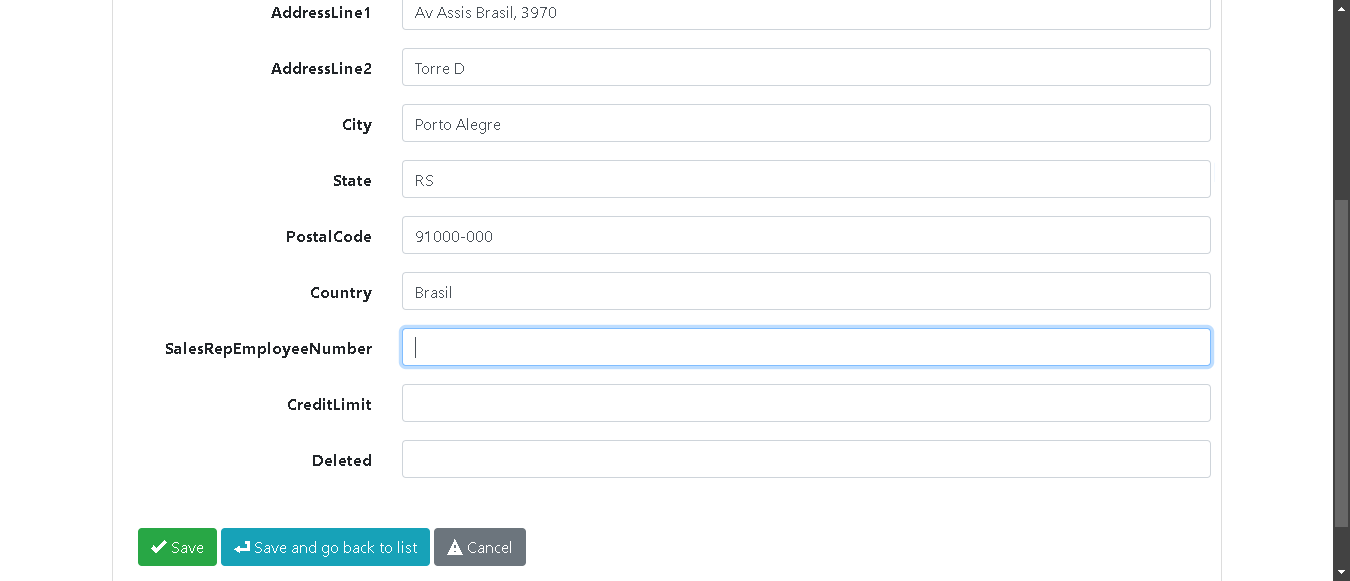 AddressLine1 Av Assis Brasil, 3970
AddressLine2 Torre D
City Porto Alegre
State RS
PostalCode 91000-000
Country Brasil
SalesRepEmployeeNumber
CreditLimit
Deleted
Save Save and go back to list Cancel